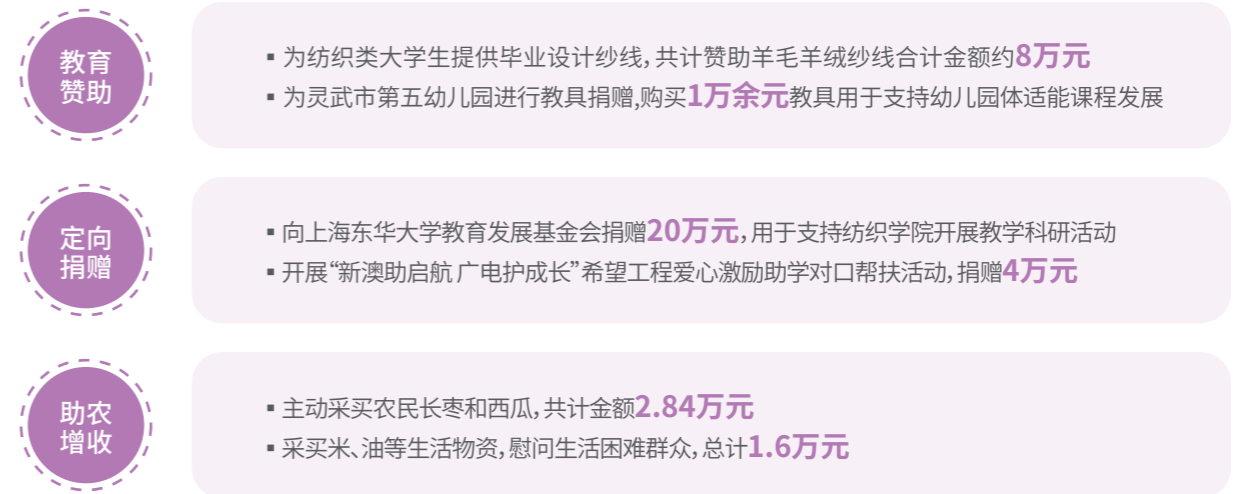 教育
赞助
▪ 为纺织类大学生提供毕业设计纱线，共计赞助羊毛羊绒纱线合计金额约8万元
▪ 为灵武市第五幼儿园进行教具捐赠,购买1万余元教具用于支持幼儿园体适能课程发展
定向
捐赠
▪ 向上海东华大学教育发展基金会捐赠20万元，用于支持纺织学院开展教学科研活动
▪ 开展“新澳助启航 广电护成长”希望工程爱心激励助学对口帮扶活动，捐赠4万元
助农
增收
▪ 主动采买农民长枣和西瓜，共计金额2.84万元
▪ 采买米、油等生活物资，慰问生活困难群众，总计1.6万元